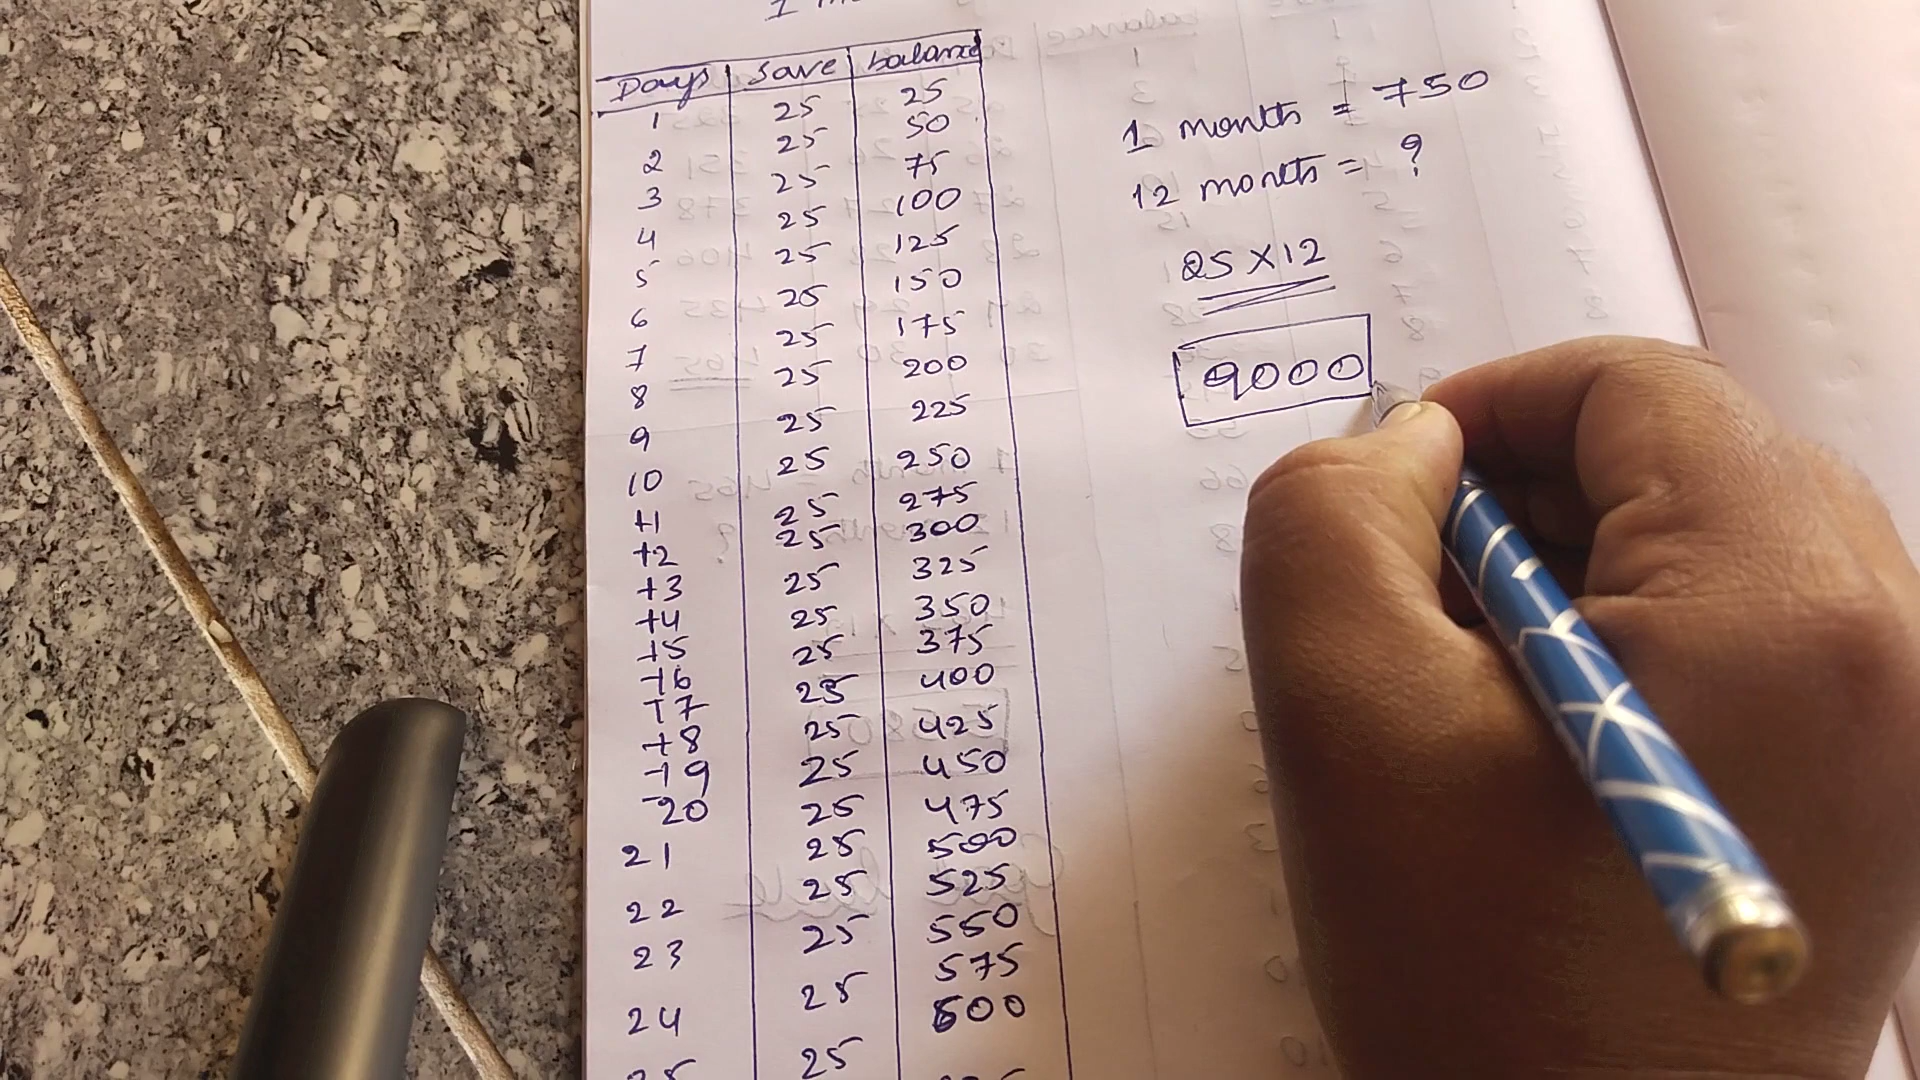 Days save balance
1 25 25
2 25 50
3 25 75
4 25 100
5 25 125
6 25 150
7 25 175
8 25 200
9 25 225
10 25 250
11 25 275
12 25 300
13 25 325
14 25 350
15 25 375
16 25 400
17 25 425
18 25 450
19 25 475
20 25 500
21 25 525
22 25 550
23 25 575
24 25 600
25
1 month = 750
12 month = ?
25 X 12
9000